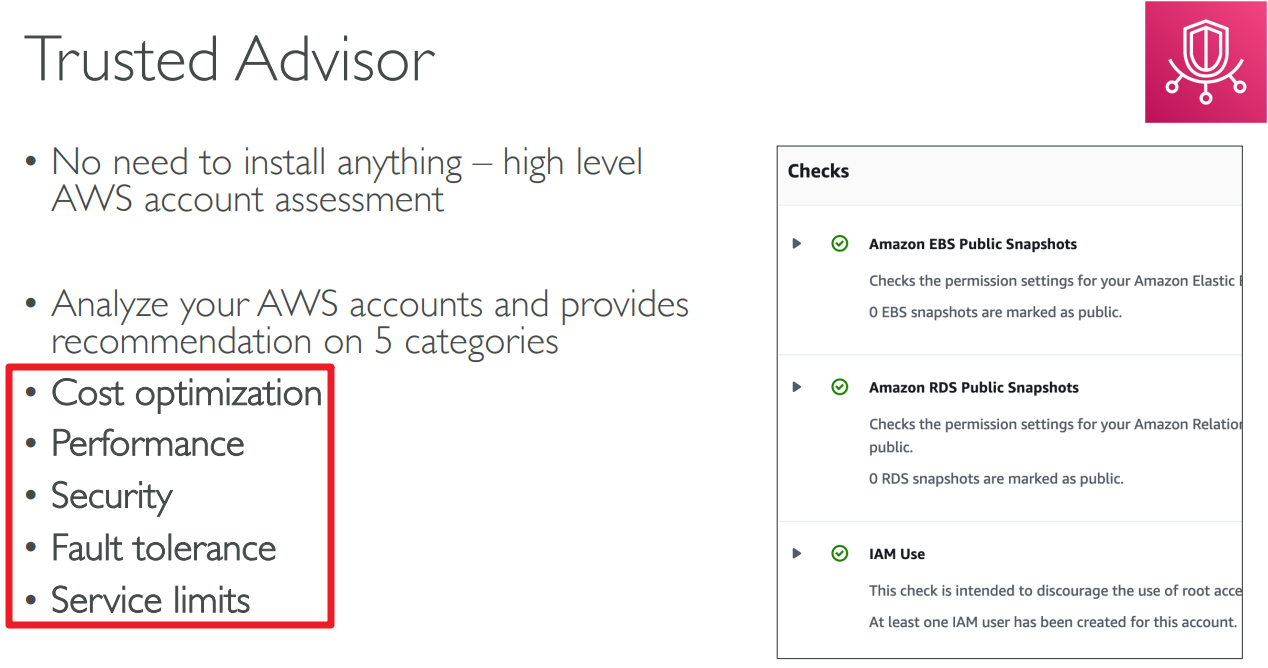 Trusted Advisor
• No need to install anything – high level
AWS account assessment
• Analyze your AWS accounts and provides
recommendation on 5 categories
• Cost optimization
• Performance
• Security
• Fault tolerance
• Service limits
Checks
Amazon EBS Public Snapshots
Checks the permission settings for your Amazon Elastic
0 EBS snapshots are marked as public.
Amazon RDS Public Snapshots
Checks the permission settings for your Amazon Relation
public.
0 RDS snapshots are marked as public.
IAM Use
This check is intended to discourage the use of root acce
At least one IAM user has been created for this account.